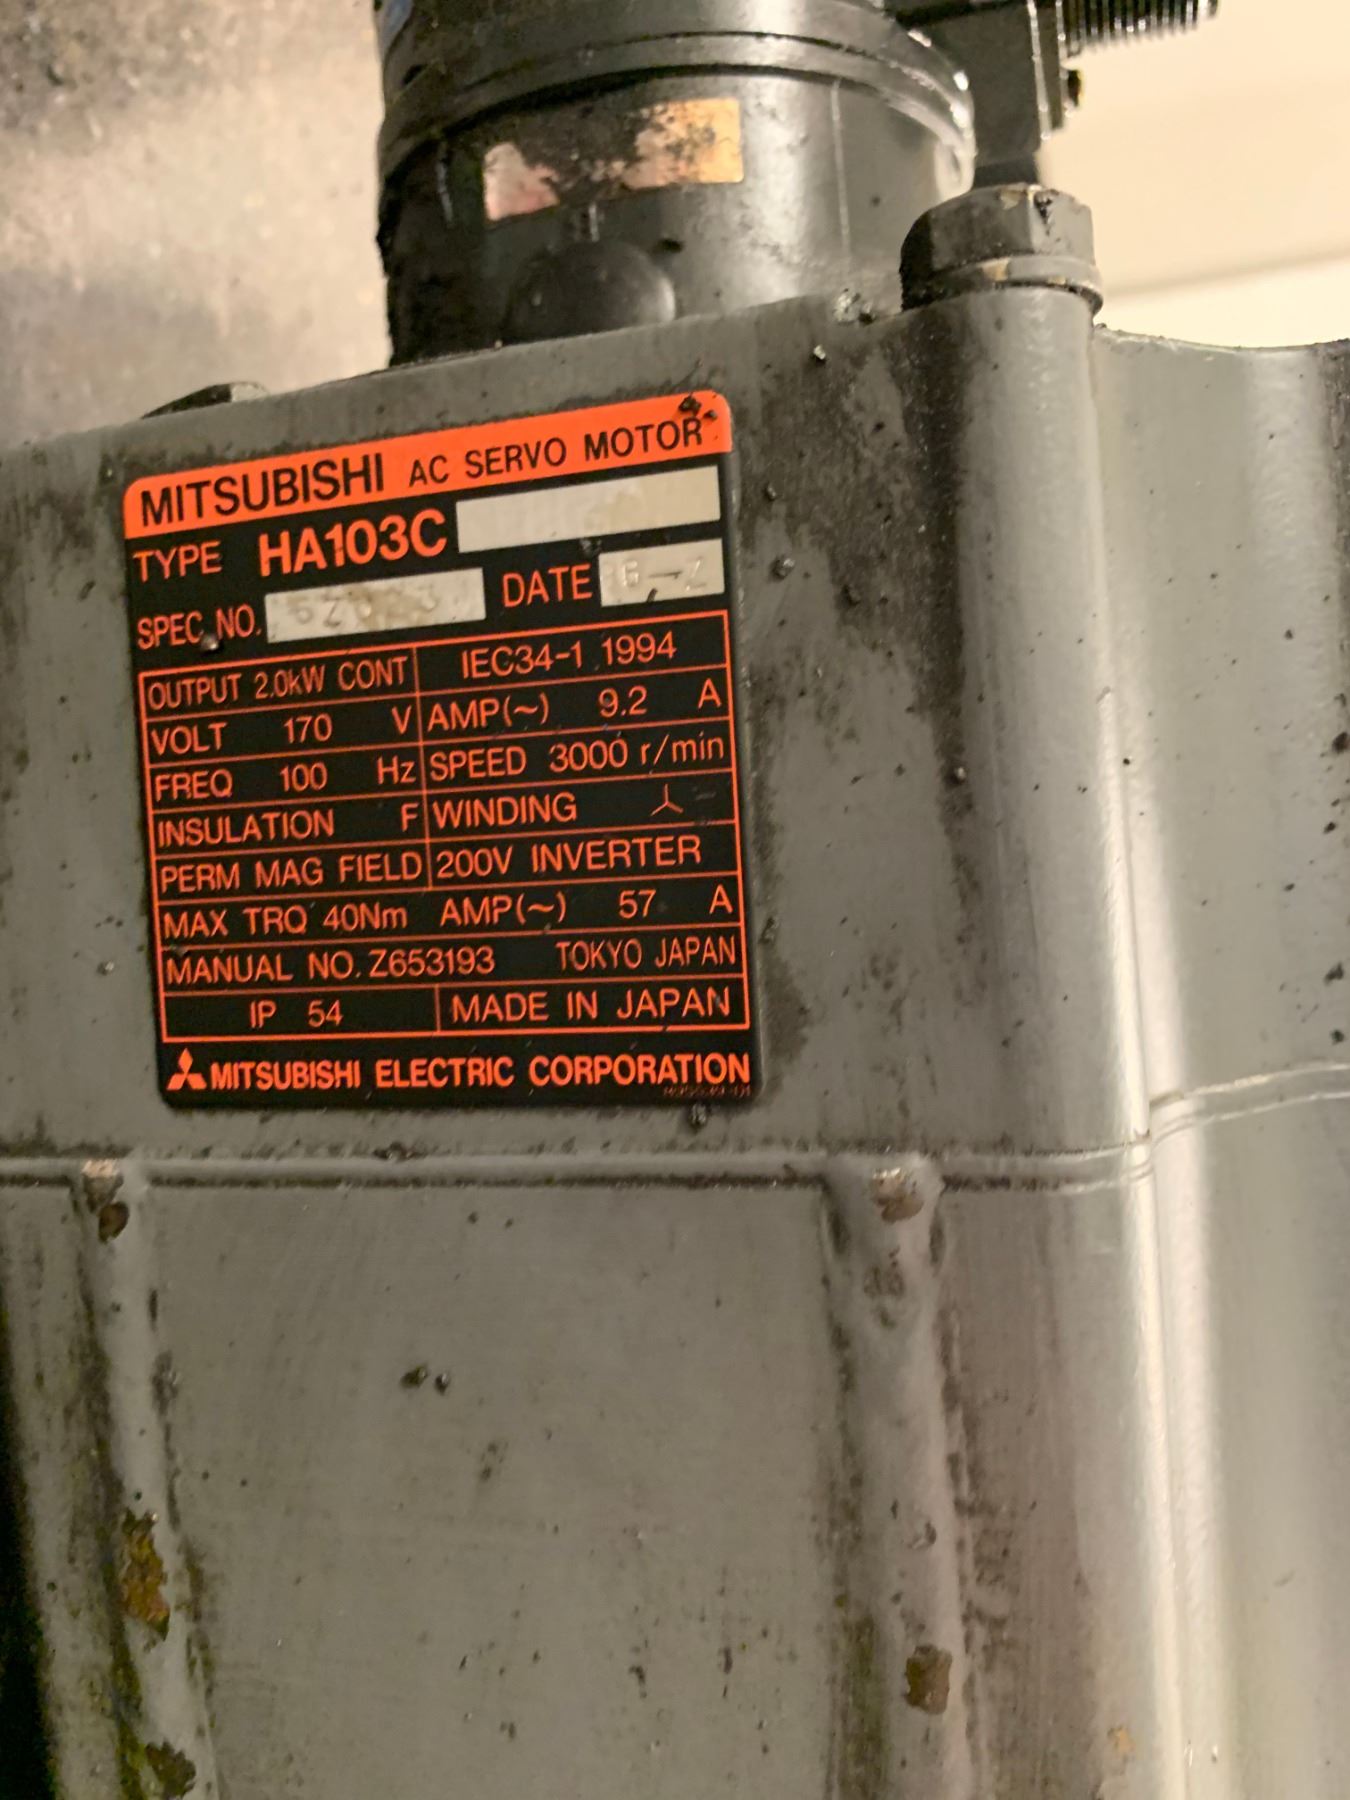 MITSUBISHI AC SERVO MOTOR
TYPE HA103C
SPEC NO. DATE
OUTPUT 2.0kW CONT IEC34-1 1994
VOLT 170 V AMP(~) 9.2 A
FREQ 100 Hz SPEED 3000 r/min
INSULATION F WINDING
PERM MAG FIELD 200V INVERTER
MAX TRQ 40Nm AMP(~) 57 A
MANUAL NO. Z653193 TOKYO JAPAN
IP 54 MADE IN JAPAN
MITSUBISHI ELECTRIC CORPORATION